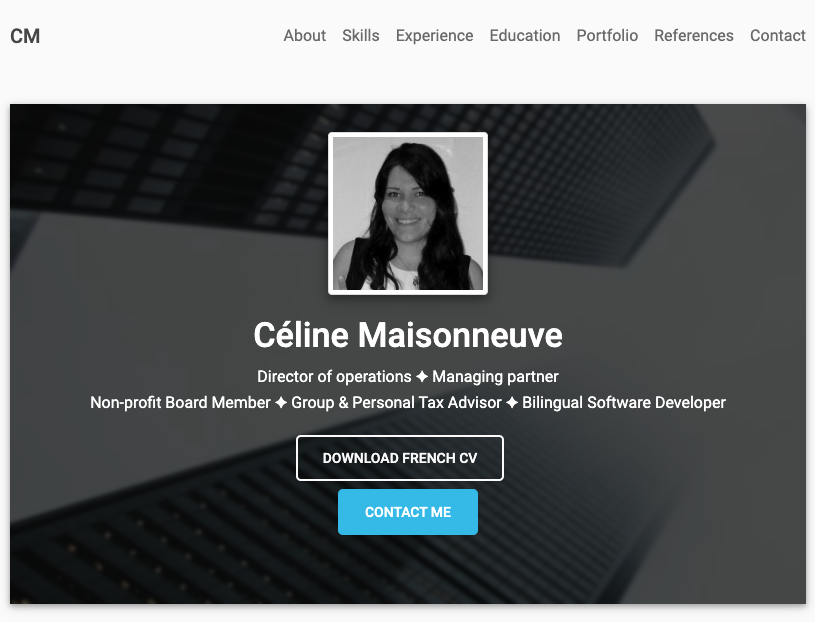 CM
About Skills Experience Education Portfolio References Contact
Céline Maisonneuve
Director of operations ✦ Managing partner
Non-profit Board Member ✦ Group & Personal Tax Advisor ✦ Bilingual Software Developer
DOWNLOAD FRENCH CV
CONTACT ME